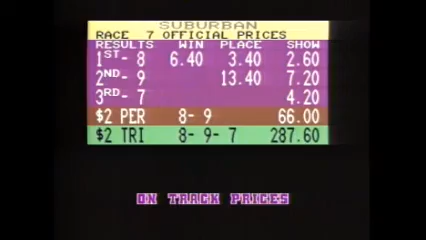 SUBURBAN
RACE 7 OFFICIAL PRICES
RESULTS WIN PLACE SHOW
1ST- 8 6.40 3.40 2.60
2ND- 9 13.40 7.20
3RD- 7 4.20
$2 PER 8- 9 66.00
$2 TRI 8- 9- 7 287.60
ON TRACK PRICES